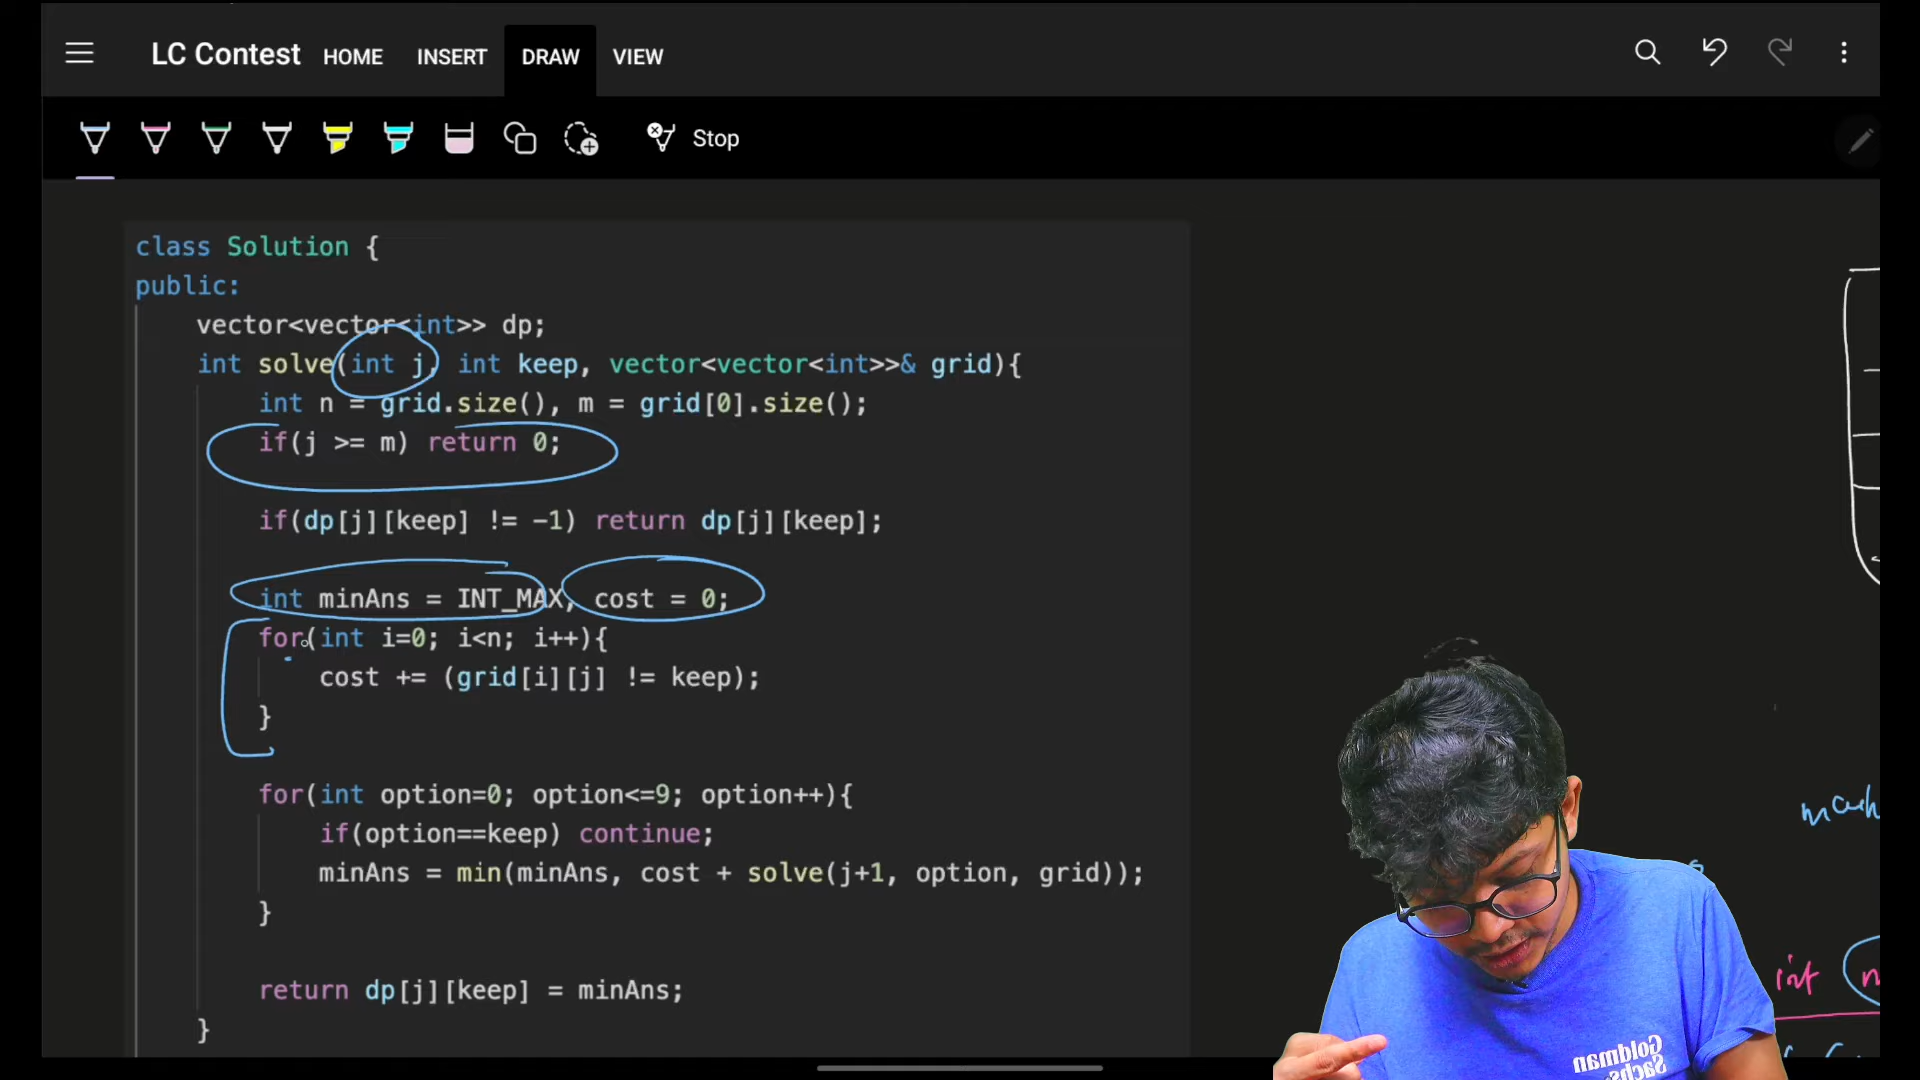 LC Contest HOME INSERT DRAW VIEW
Stop
class Solution {
public:
vector<vector<int>> dp;
int solve(int j, int keep, vector<vector<int>>& grid){
int n = grid.size(), m = grid[0].size();
if(j >= m) return 0;
if(dp[j][keep] != -1) return dp[j][keep];
int minAns = INT_MAX, cost = 0;
for(int i=0; i<n; i++){
cost += (grid[i][j] != keep);
}
for(int option=0; option<=9; option++){
if(option==keep) continue;
minAns = min(minAns, cost + solve(j+1, option, grid));
}
return dp[j][keep] = minAns;
}
int
Goldman
Sachs